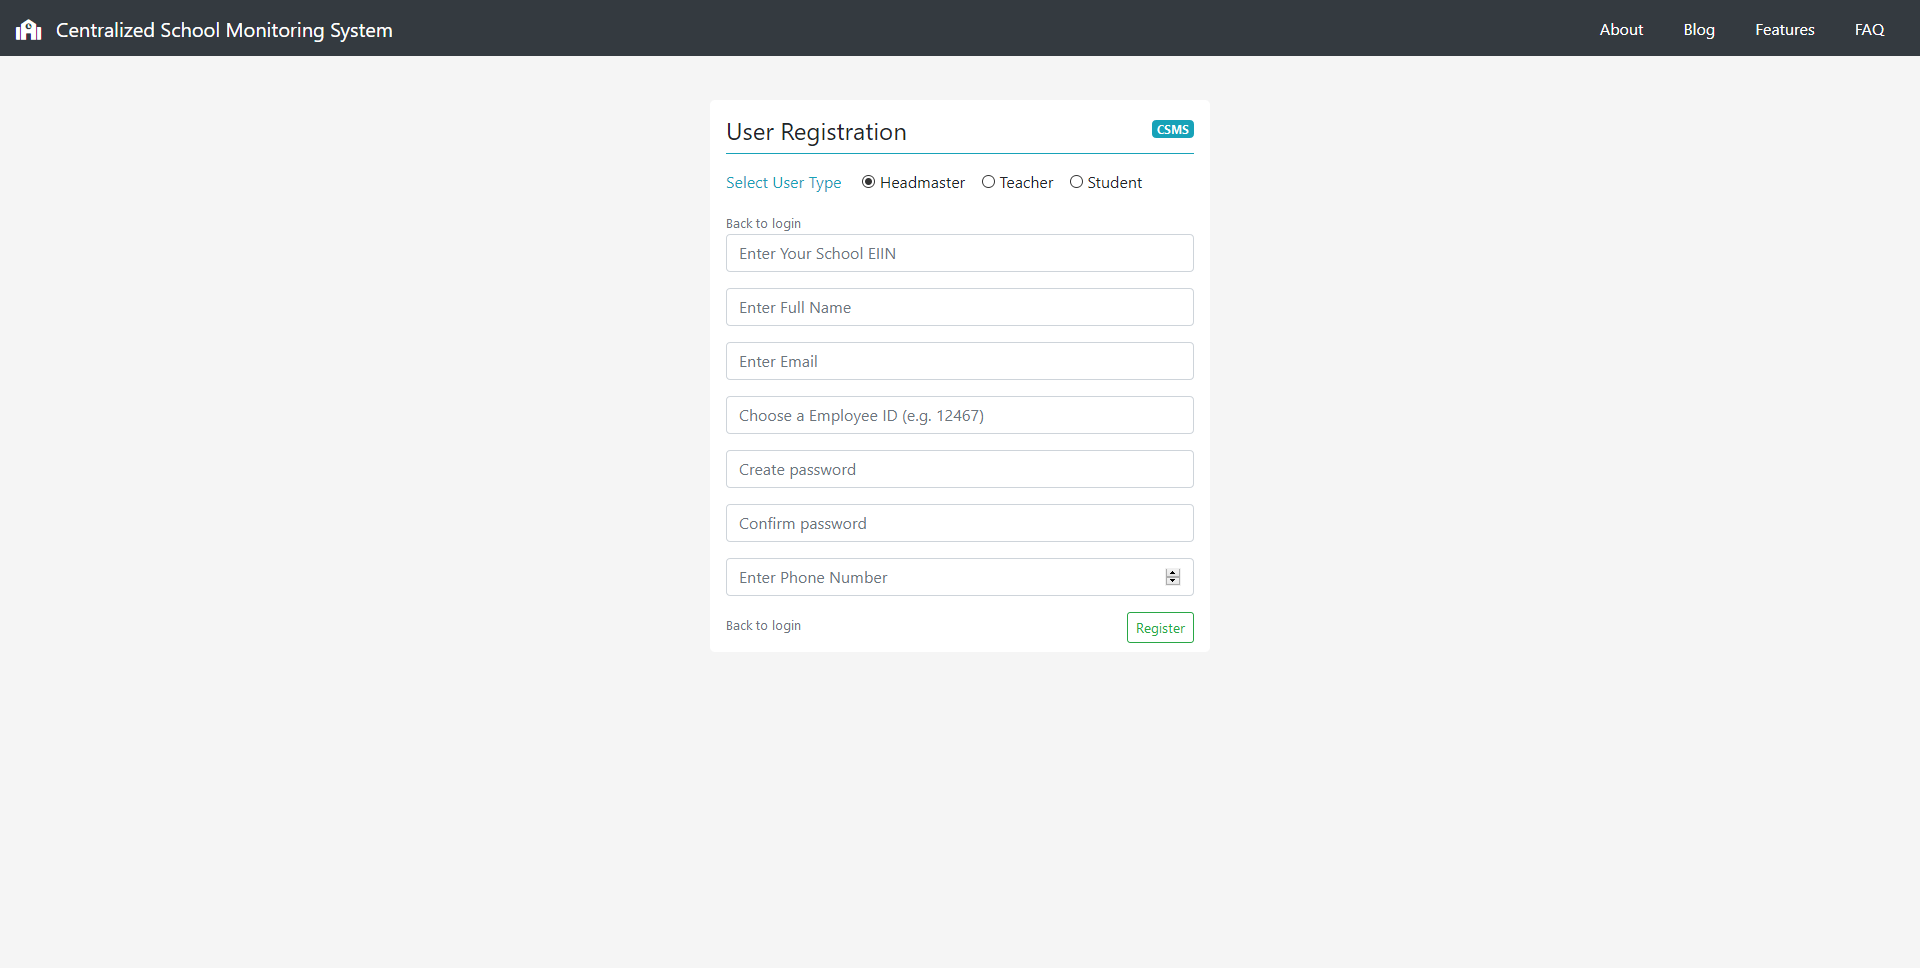 Centralized School Monitoring System
About Blog Features FAQ
User Registration CSMS
Select User Type Headmaster Teacher Student
Back to login
Enter Your School EIIN
Enter Full Name
Enter Email
Choose a Employee ID (e.g. 12467)
Create password
Confirm password
Enter Phone Number
Back to login Register